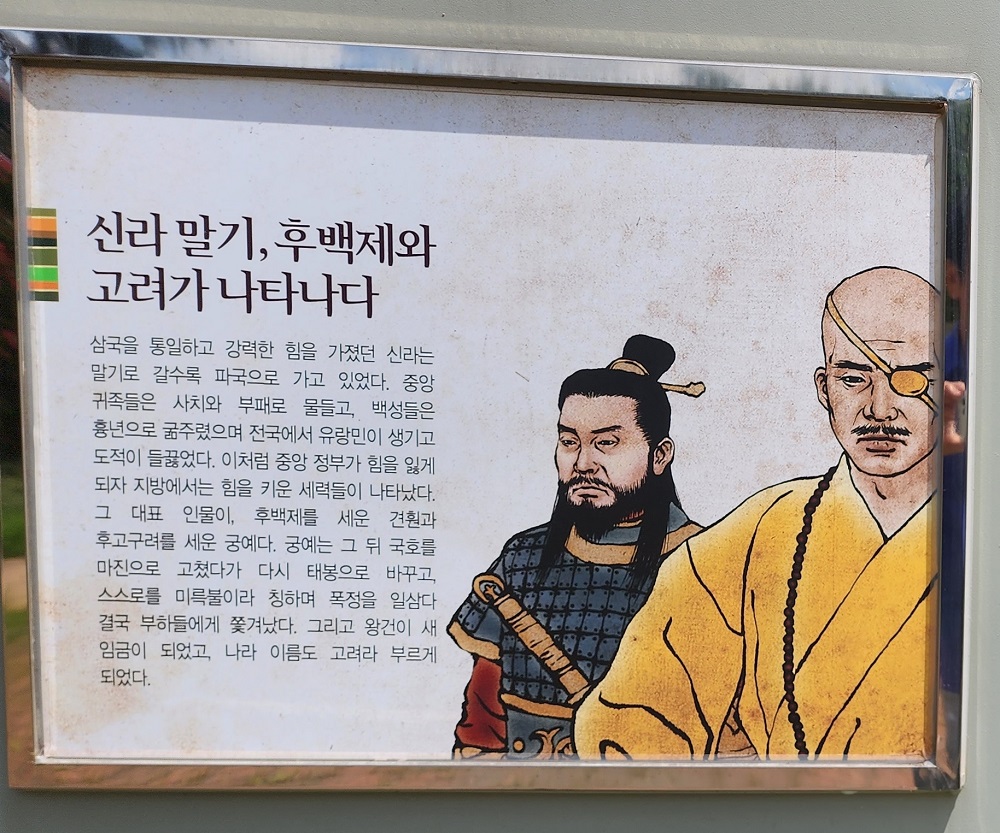 신라 말기, 후백제와
고려가 나타나다
삼국을 통일하고 강력한 힘을 가졌던 신라는
말기로 갈수록 파국으로 가고 있었다. 중앙
귀족들은 사치와 부패로 물들고, 백성들은
흉년으로 굶주렸으며 전국에서 유랑민이 생기고
도적이 들끓었다. 이처럼 중앙 정부가 힘을 잃게
되자 지방에서는 힘을 키운 세력들이 나타났다.
그 대표 인물이, 후백제를 세운 견훤과
후고구려를 세운 궁예다. 궁예는 그 뒤 국호를
마진으로 고쳤다가 다시 태봉으로 바꾸고,
스스로를 미륵불이라 칭하며 폭정을 일삼다
결국 부하들에게 쫓겨났다. 그리고 왕건이 새
임금이 되었고, 나라 이름도 고려라 부르게
되었다.